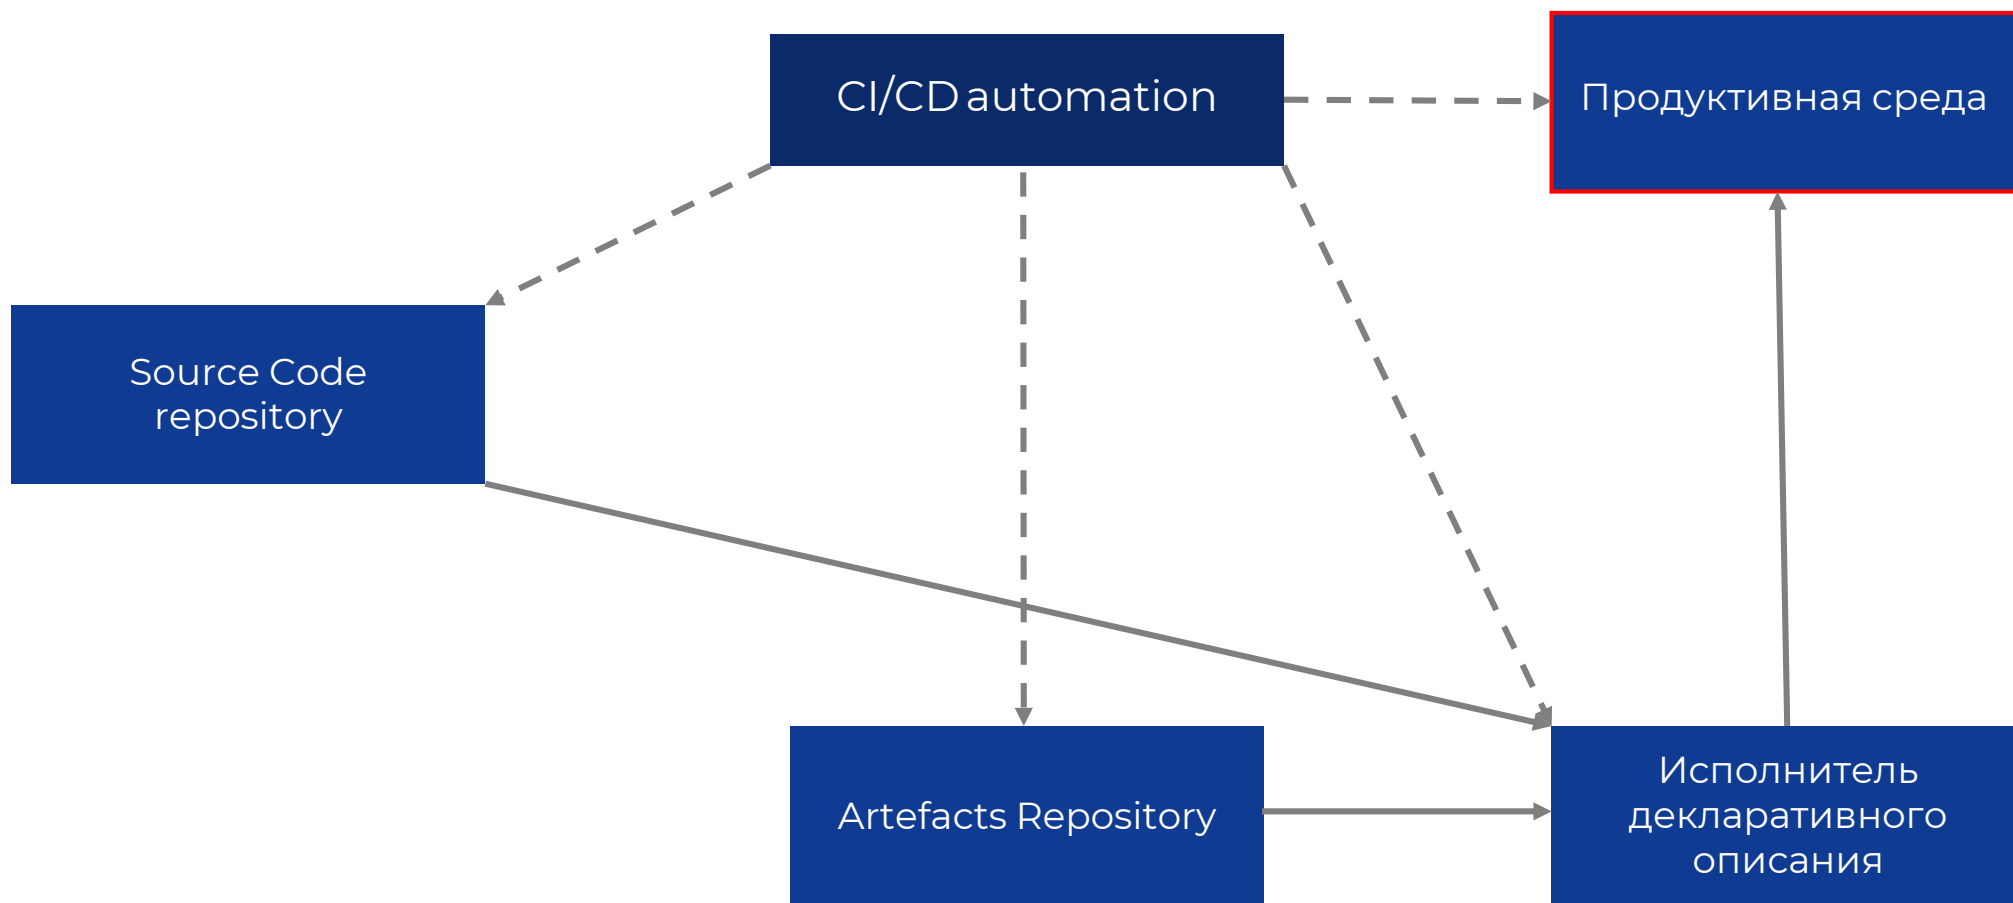 CI/CD automation
Продуктивная среда
Source Code
repository
Artefacts Repository
Исполнитель
декларативного
описания